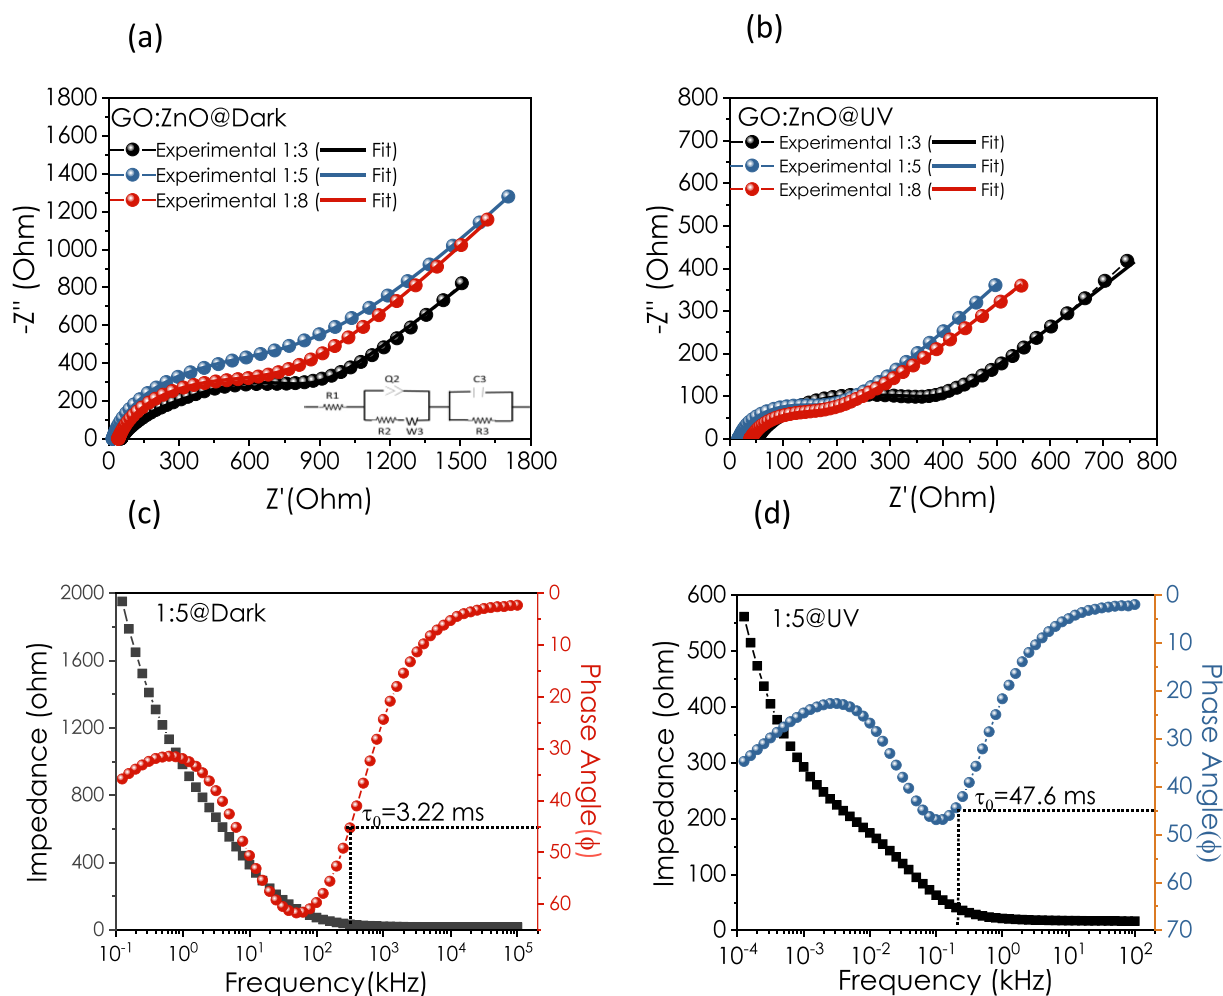 (a)
GO:ZnO@Dark
Experimental 1:3 ( Fit)
Experimental 1:5 ( Fit)
Experimental 1:8 ( Fit)
-Z'' (Ohm)
1800
1600
1400
1200
1000
800
600
400
200
0
0 300 600 900 1200 1500 1800
Z'(Ohm)
R1
Q2
R2
W3
C3
R3
(b)
GO:ZnO@UV
Experimental 1:3 ( Fit)
Experimental 1:5 ( Fit)
Experimental 1:8 ( Fit)
-Z'' (Ohm)
800
700
600
500
400
300
200
100
0
0 100 200 300 400 500 600 700 800
Z'(Ohm)
(c)
1:5@Dark
τ0=3.22 ms
Impedance (ohm)
2000
1600
1200
800
400
0
10-1 100 101 102 103 104 105
Frequency(kHz)
0
10
20
30
40
50
60
Phase Angle(ϕ)
(d)
1:5@UV
τ0=47.6 ms
Impedance (ohm)
600
500
400
300
200
100
0
10-4 10-3 10-2 10-1 100 101 102
Frequency (kHz)
0
10
20
30
40
50
60
70
Phase Angle(ϕ)